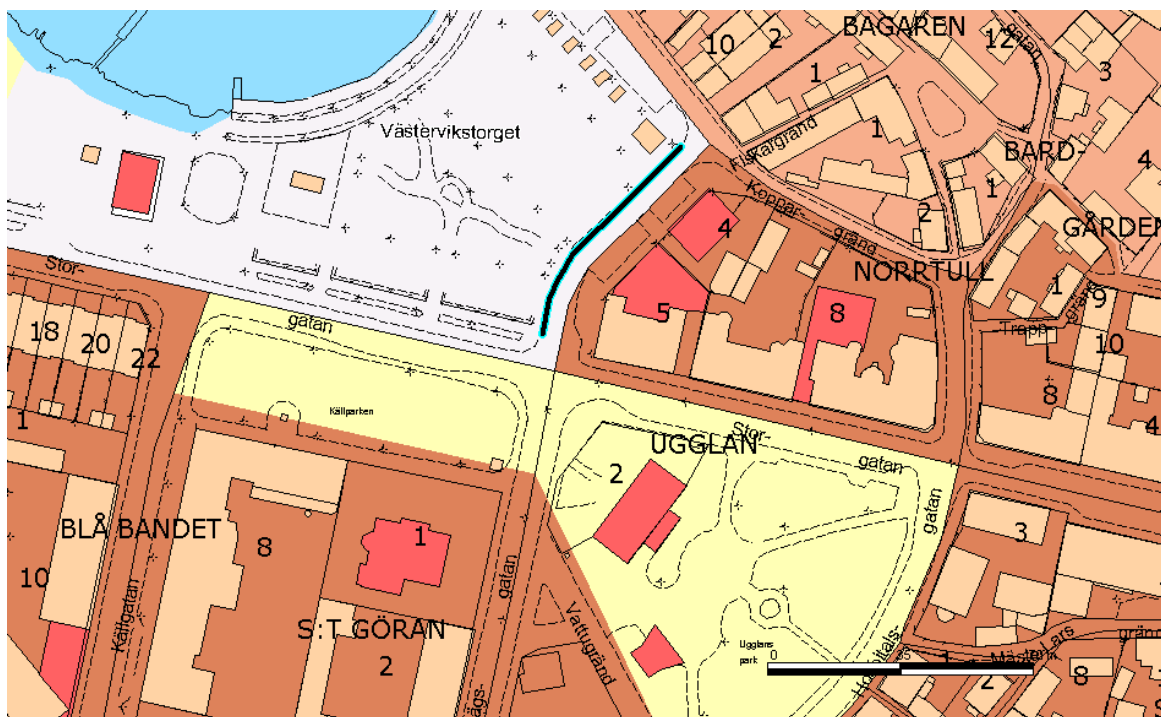 BAGAREN
10
2
12
gatan
3
1
Västervikstorget
Fiskargränd
1
BARD-
4
1
Koppar-
gränd
2
4
GÅRDEN
NORRTULL
Stor-
5
8
1
9
gränd
Trapp-
10
gatan
18
20
22
8
Källparken
4
1
Stor-
UGGLAN
gatan
2
gatan
BLÅ BANDET
8
1
3
10
gatan
Källgatan
S:T GÖRAN
2
Vattugränd
Ugglans
park
0
Hospitals-
ars
gränd
Mäster
1
2
8
ägs-